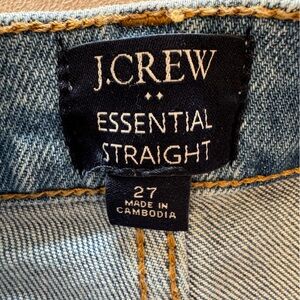 J.CREW
ESSENTIAL
STRAIGHT
27
MADE IN
CAMBODIA